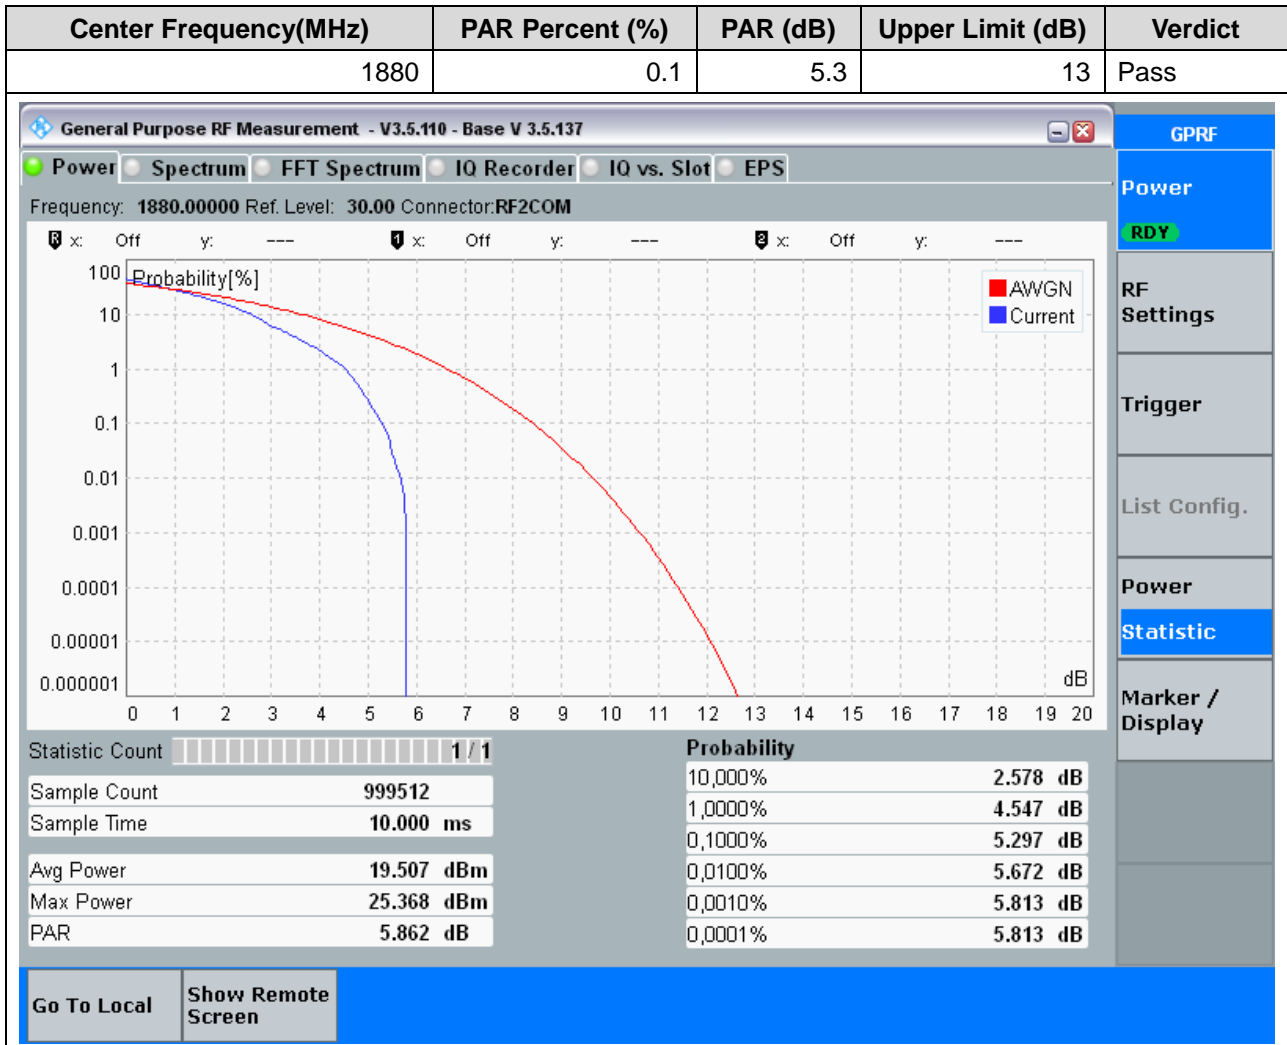 Center Frequency(MHz) PAR Percent (%) PAR (dB) Upper Limit (dB) Verdict
1880 0.1 5.3 13 Pass
General Purpose RF Measurement - V3.5.110 - Base V 3.5.137
GPRF
Power Spectrum FFT Spectrum IQ Recorder IQ vs. Slot EPS
Power
RDY
Frequency: 1880.00000 Ref. Level: 30.00 Connector:RF2COM
R x: Off y: --- 1 x: Off y: --- 2 x: Off y: ---
100 Probability[%]
AWGN
Current
10
1
0.1
0.01
0.001
0.0001
0.00001
0.000001
dB
0 1 2 3 4 5 6 7 8 9 10 11 12 13 14 15 16 17 18 19 20
RF
Settings
Trigger
List Config.
Power
Statistic
Marker /
Display
Statistic Count 1 / 1
Sample Count 999512
Sample Time 10.000 ms
Avg Power 19.507 dBm
Max Power 25.368 dBm
PAR 5.862 dB
Probability
10,000% 2.578 dB
1,0000% 4.547 dB
0,1000% 5.297 dB
0,0100% 5.672 dB
0,0010% 5.813 dB
0,0001% 5.813 dB
Go To Local
Show Remote
Screen